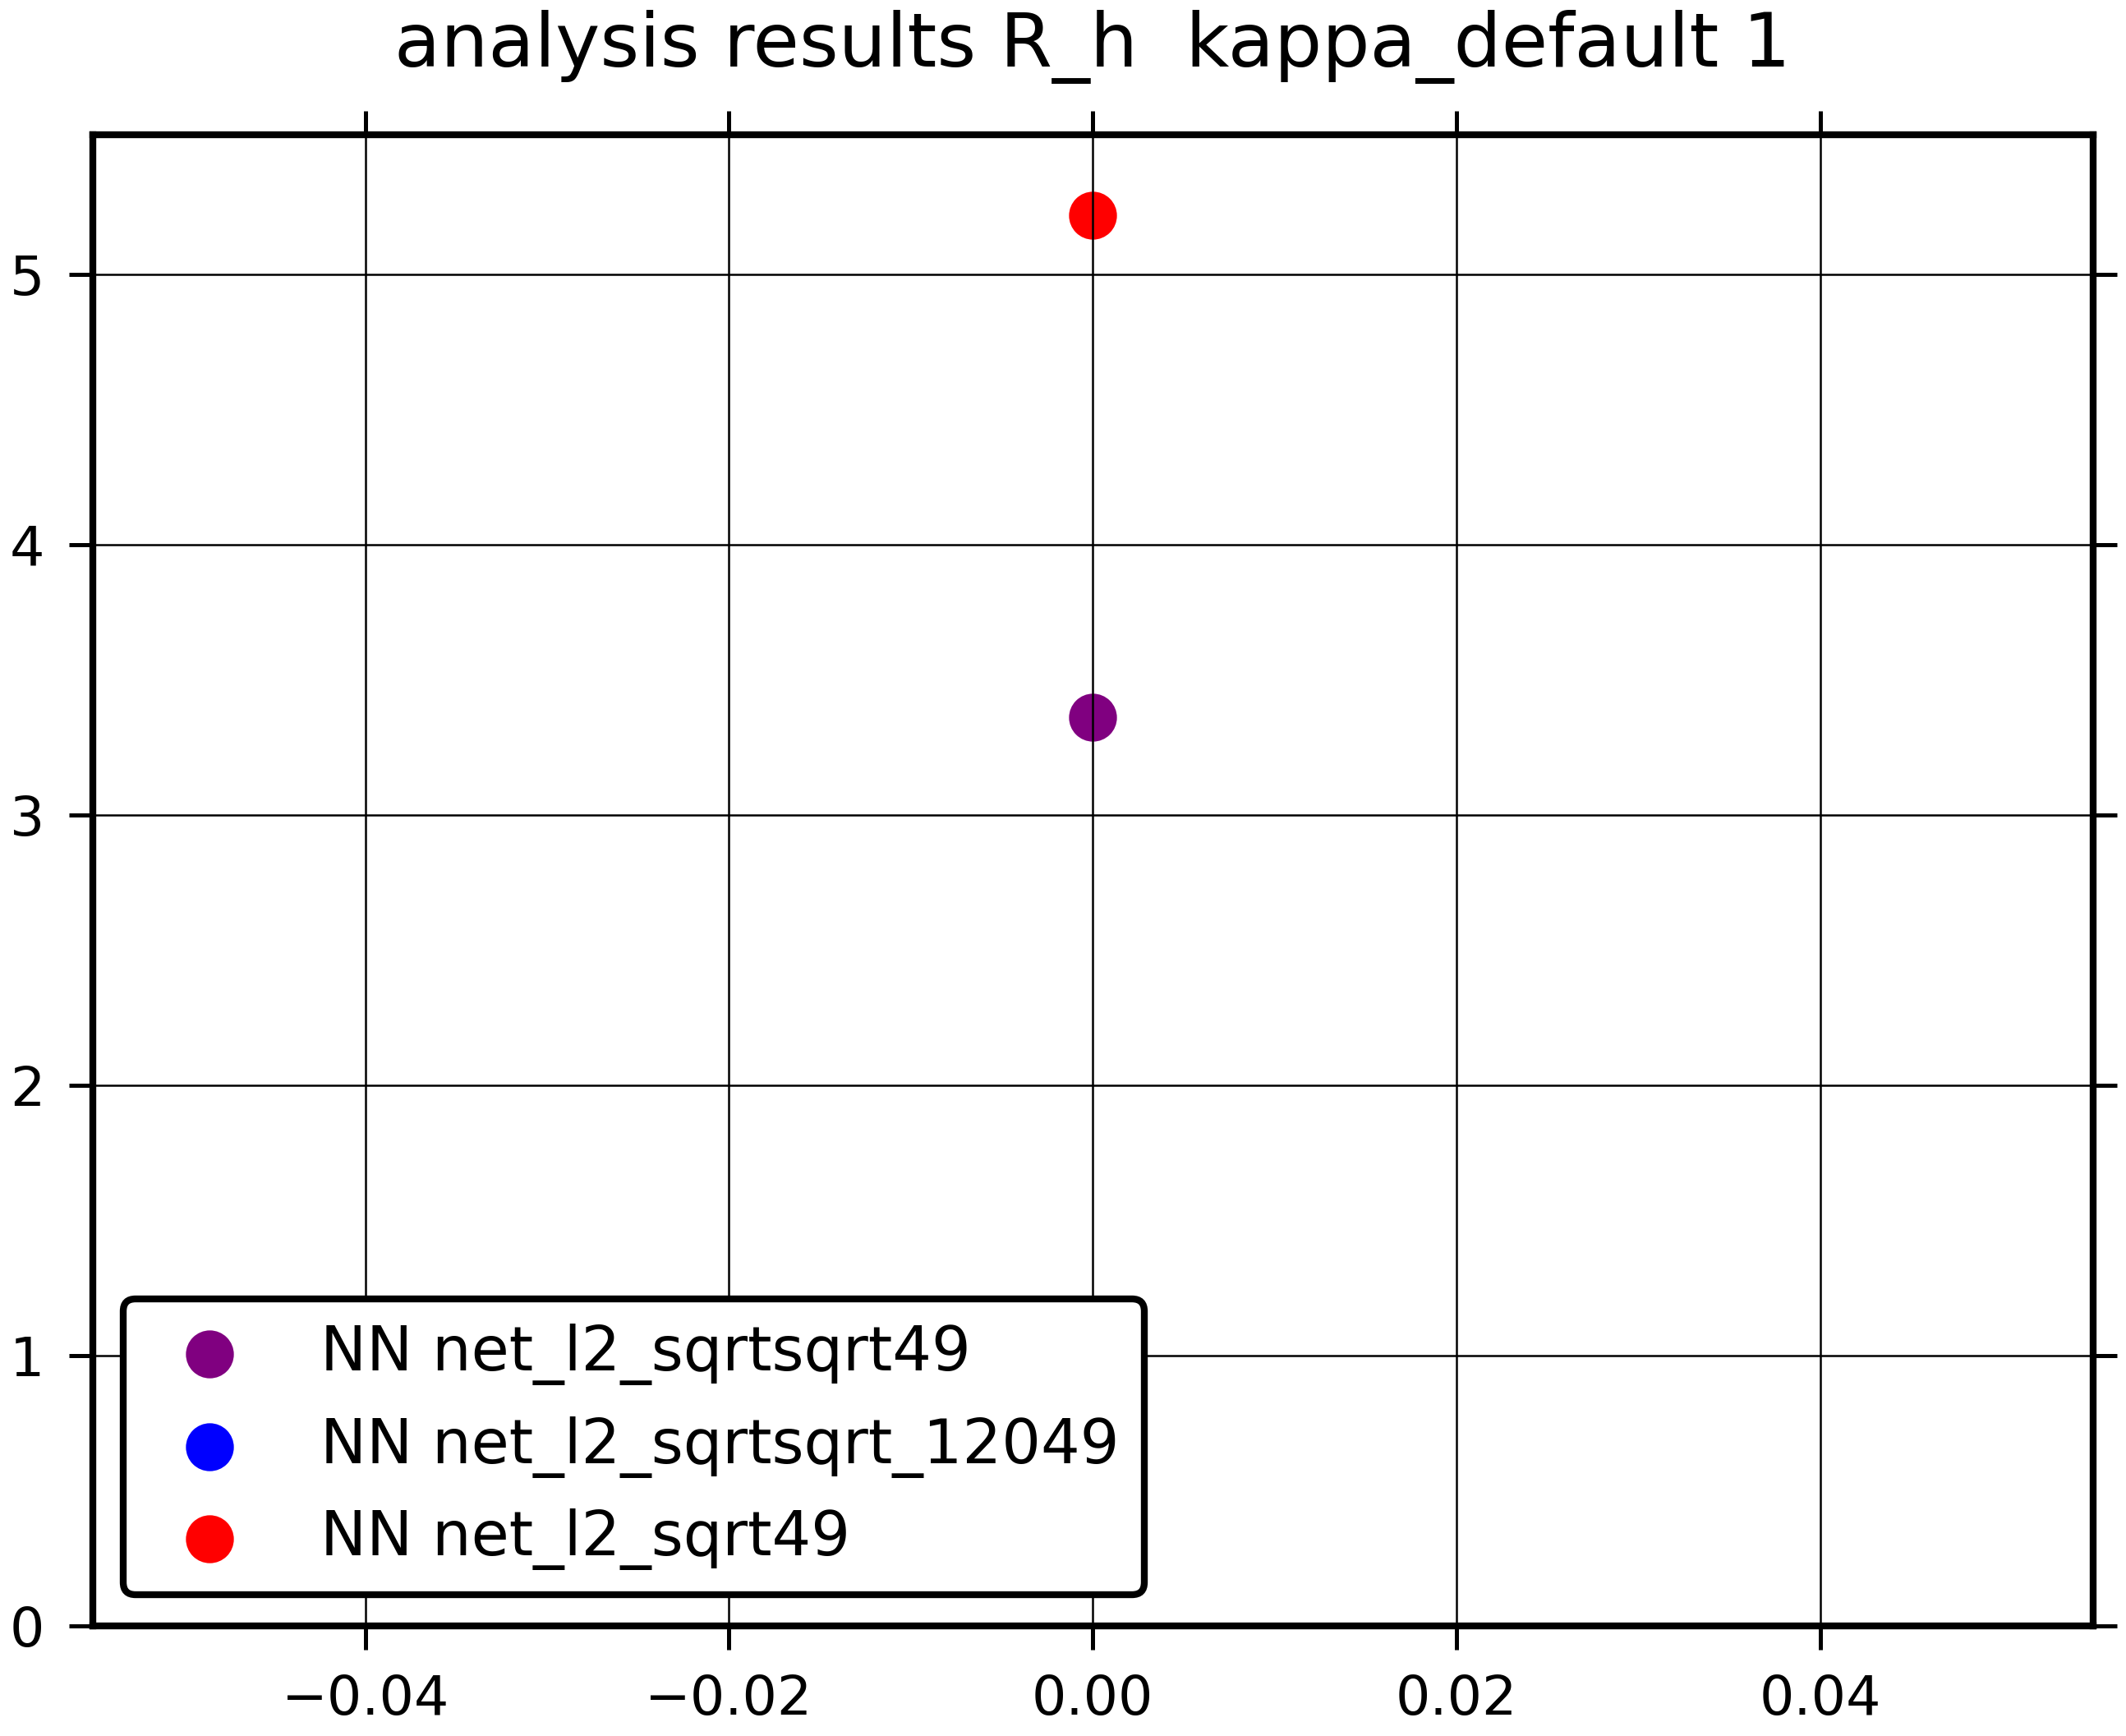 analysis results R_h  kappa_default 1
5
4
3
2
1
0
NN net_l2_sqrtsqrt49
NN net_l2_sqrtsqrt_12049
NN net_l2_sqrt49
−0.04 −0.02 0.00 0.02 0.04